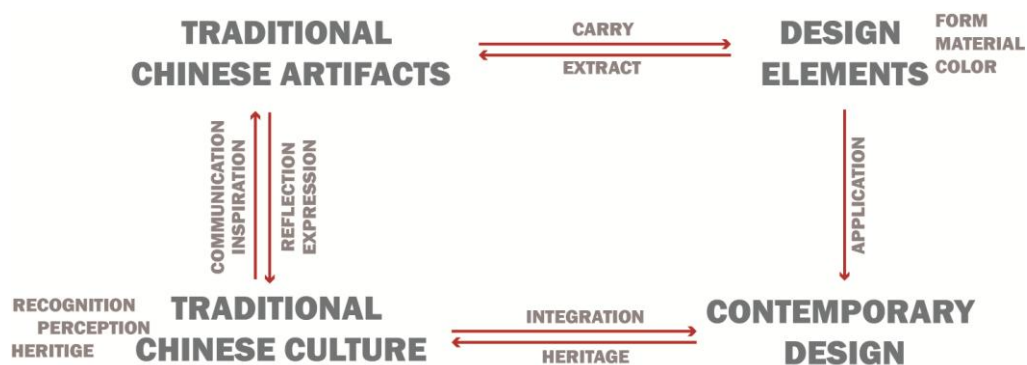 TRADITIONAL
CHINESE ARTIFACTS
CARRY
EXTRACT
DESIGN
ELEMENTS
FORM
MATERIAL
COLOR
COMMUNICATION
INSPIRATION
REFLECTION
EXPRESSION
APPLICATION
RECOGNITION
PERCEPTION
HERITIGE
TRADITIONAL
CHINESE CULTURE
INTEGRATION
HERITAGE
CONTEMPORARY
DESIGN